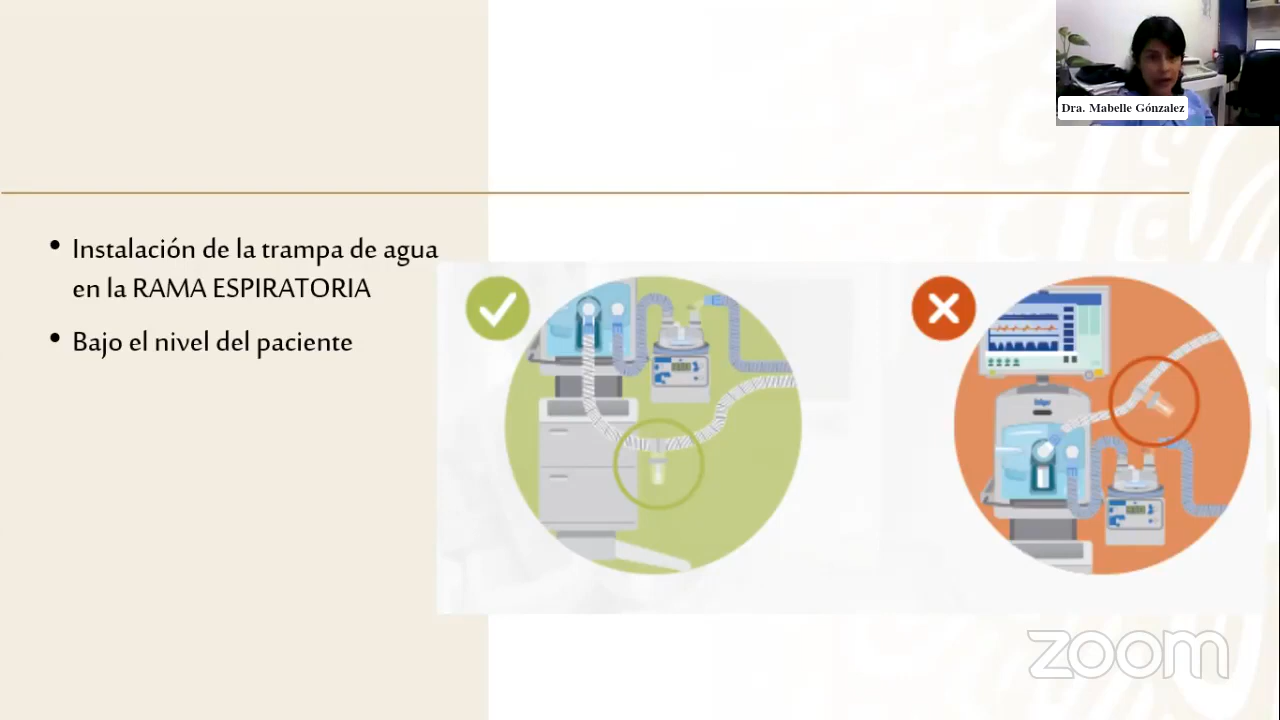 Dra. Mabelle Gónzalez
• Instalación de la trampa de agua
en la RAMA ESPIRATORIA
• Bajo el nivel del paciente
Dräger
zoom